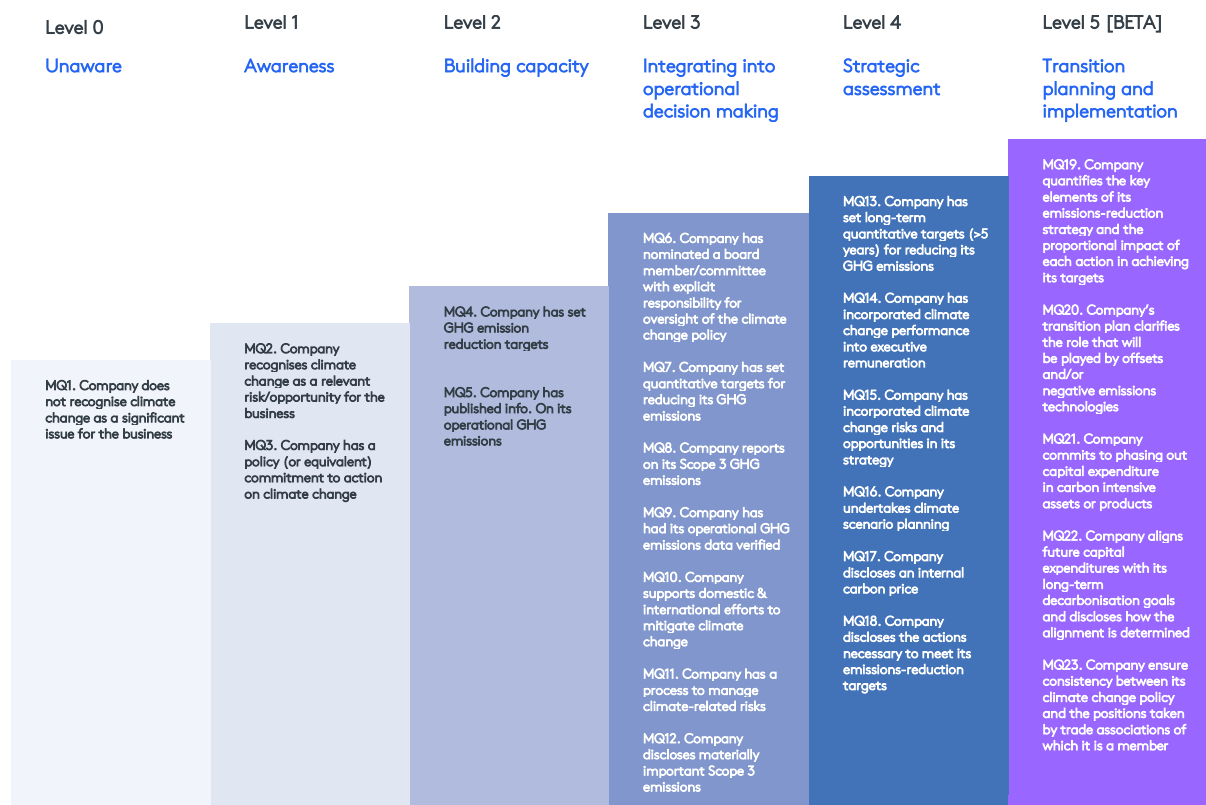 Level 0
Unaware
MQ1. Company does
not recognise climate
change as a significant
issue for the business
Level 1
Awareness
MQ2. Company
recognises climate
change as a relevant
risk/opportunity for the
business
MQ3. Company has a
policy (or equivalent)
commitment to action
on climate change
Level 2
Building capacity
MQ4. Company has set
GHG emission
reduction targets
MQ5. Company has
published info. On its
operational GHG
emissions
Level 3
Integrating into
operational
decision making
MQ6. Company has
nominated a board
member/committee
with explicit
responsibility for
oversight of the climate
change policy
MQ7. Company has set
quantitative targets for
reducing its GHG
emissions
MQ8. Company reports
on its Scope 3 GHG
emissions
MQ9. Company has
had its operational GHG
emissions data verified
MQ10. Company
supports domestic &
international efforts to
mitigate climate
change
MQ11. Company has a
process to manage
climate-related risks
MQ12. Company
discloses materially
important Scope 3
emissions
Level 4
Strategic
assessment
MQ13. Company has
set long-term
quantitative targets (>5
years) for reducing its
GHG emissions
MQ14. Company has
incorporated climate
change performance
into executive
remuneration
MQ15. Company has
incorporated climate
change risks and
opportunities in its
strategy
MQ16. Company
undertakes climate
scenario planning
MQ17. Company
discloses an internal
carbon price
MQ18. Company
discloses the actions
necessary to meet its
emissions-reduction
targets
Level 5 [BETA]
Transition
planning and
implementation
MQ19. Company
quantifies the key
elements of its
emissions-reduction
strategy and the
proportional impact of
each action in achieving
its targets
MQ20. Company's
transition plan clarifies
the role that will
be played by offsets
and/or
negative emissions
technologies
MQ21. Company
commits to phasing out
capital expenditure
in carbon intensive
assets or products
MQ22. Company aligns
future capital
expenditures with its
long-term
decarbonisation goals
and discloses how the
alignment is determined
MQ23. Company ensure
consistency between its
climate change policy
and the positions taken
by trade associations of
which it is a member